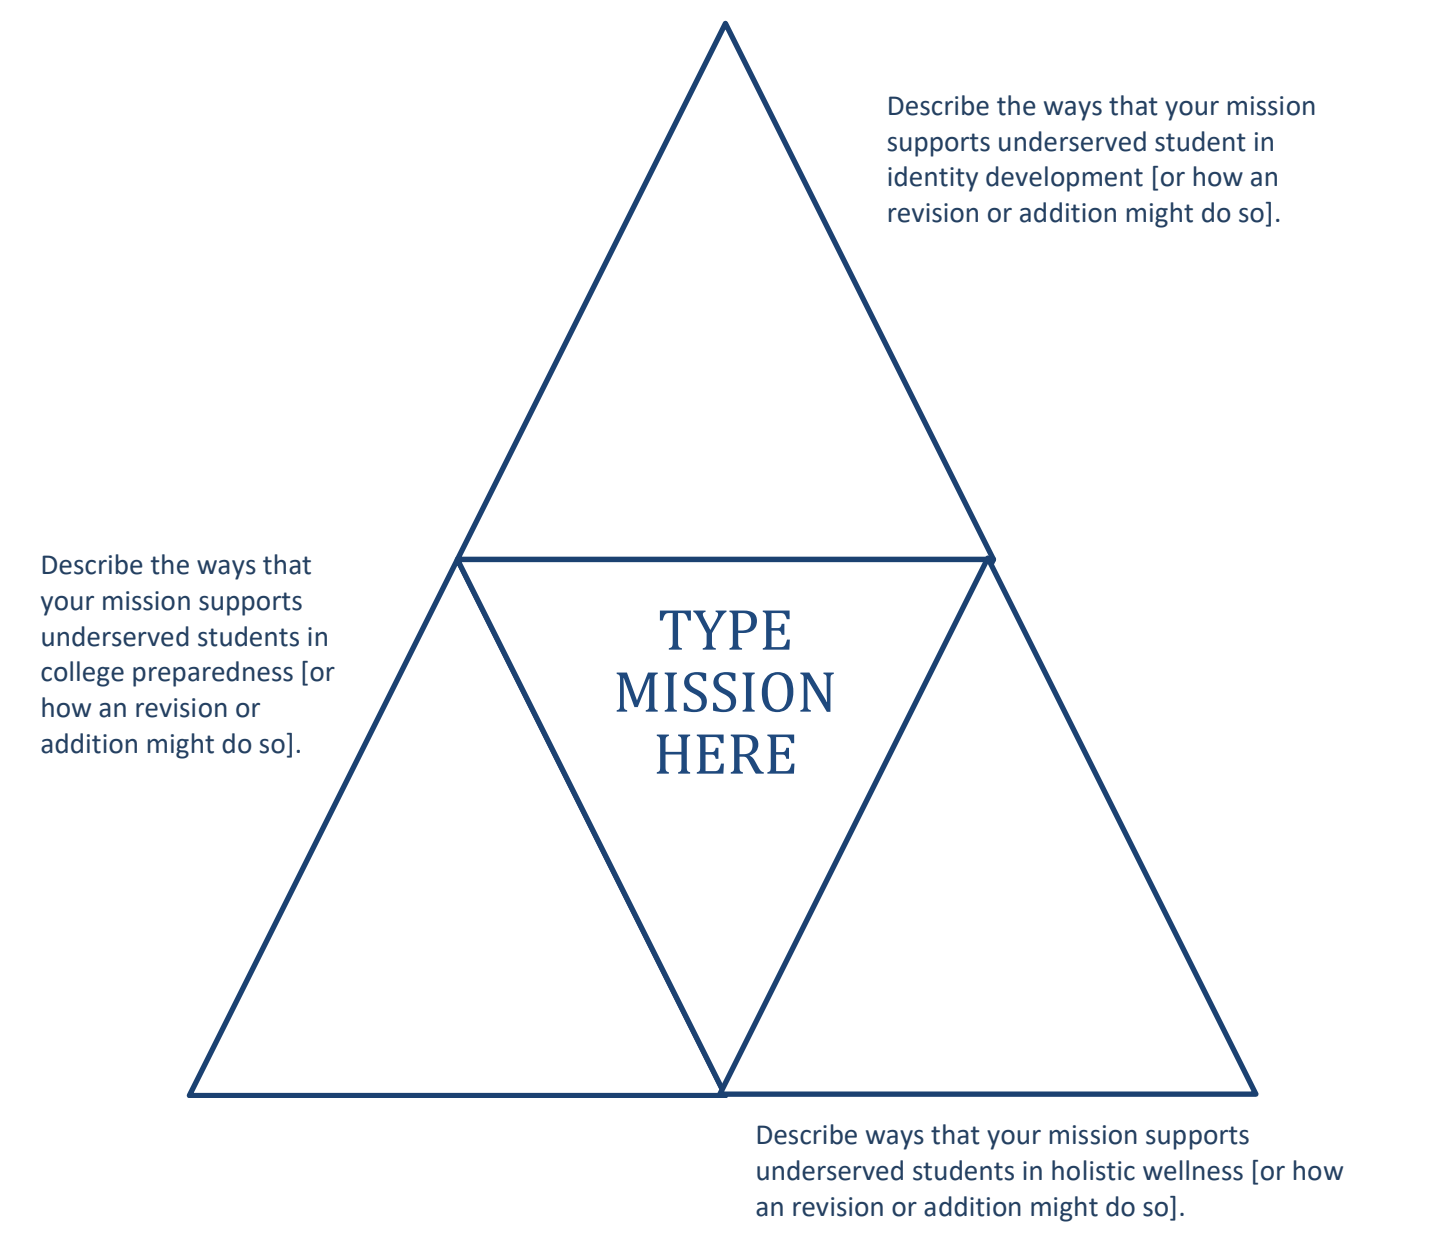 Describe the ways that your mission
supports underserved student in
identity development [or how an
revision or addition might do so].
Describe the ways that
your mission supports
underserved students in
college preparedness [or
how an revision or
addition might do so].
TYPE
MISSION
HERE
Describe ways that your mission supports
underserved students in holistic wellness [or how
an revision or addition might do so].